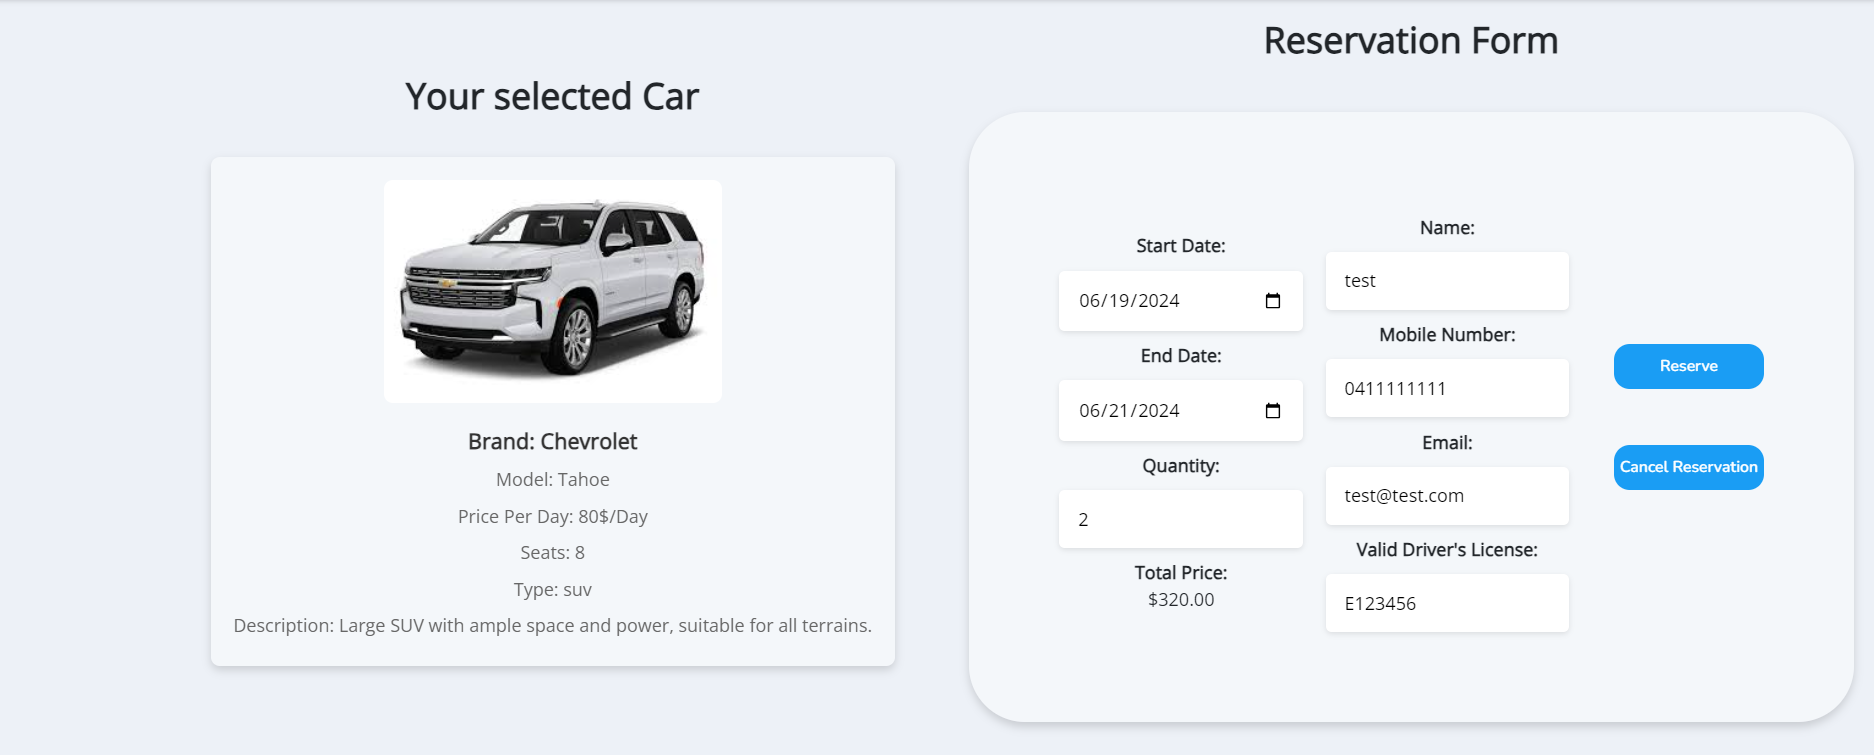 Your selected Car
Brand: Chevrolet
Model: Tahoe
Price Per Day: 80$/Day
Seats: 8
Type: suv
Description: Large SUV with ample space and power, suitable for all terrains.
Reservation Form
Start Date:
06/19/2024
End Date:
06/21/2024
Quantity:
2
Total Price:
$320.00
Name:
test
Mobile Number:
0411111111
Email:
test@test.com
Valid Driver's License:
E123456
Reserve
Cancel Reservation